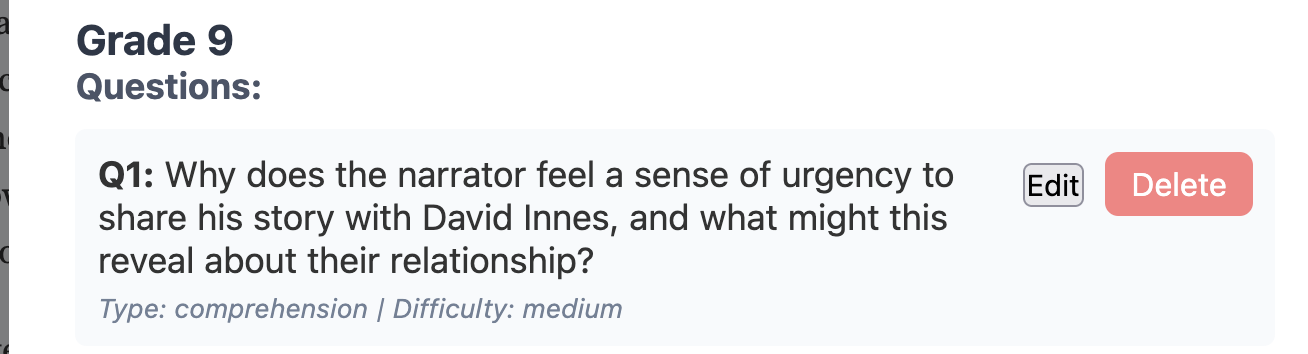 Grade 9
Questions:
Q1: Why does the narrator feel a sense of urgency to
share his story with David Innes, and what might this
reveal about their relationship?
Type: comprehension | Difficulty: medium
Edit
Delete